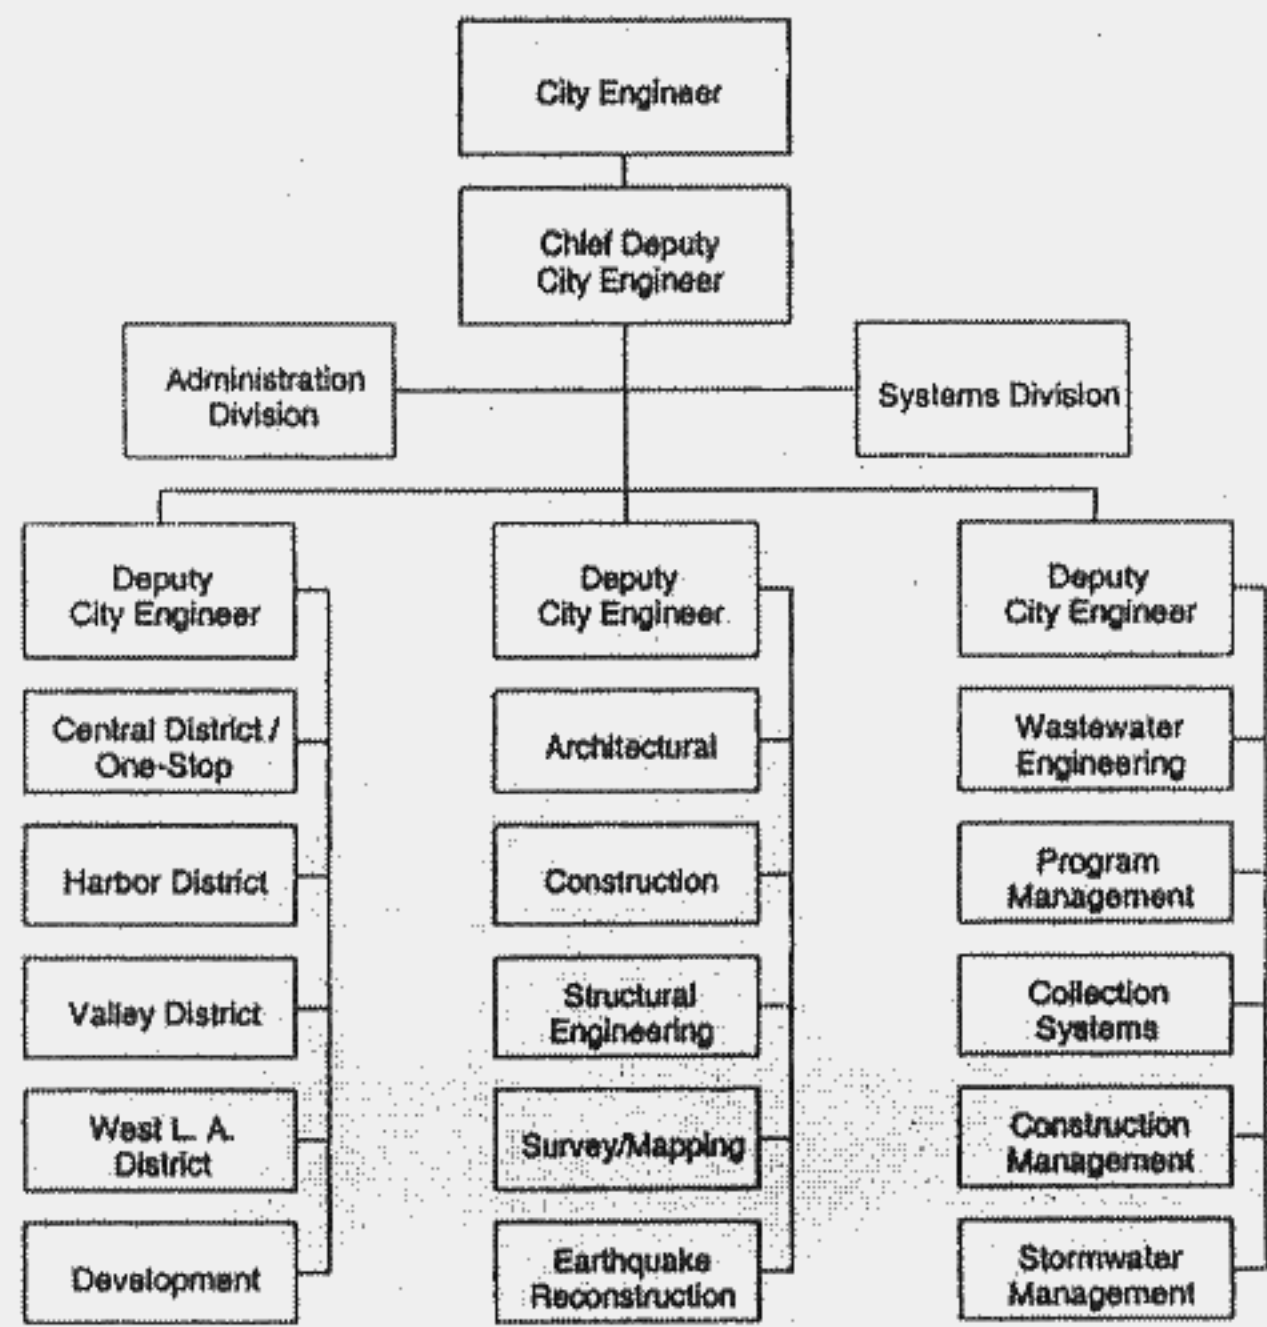 City Engineer
Chief Deputy
City Engineer
Administration
Division
Systems Division
Deputy
City Engineer
Central District /
One-Stop
Harbor District
Valley District
West L. A.
District
Development
Deputy
City Engineer
Architectural
Construction
Structural
Engineering
Survey/Mapping
Earthquake
Reconstruction
Deputy
City Engineer
Wastewater
Engineering
Program
Management
Collection
Systems
Construction
Management
Stormwater
Management